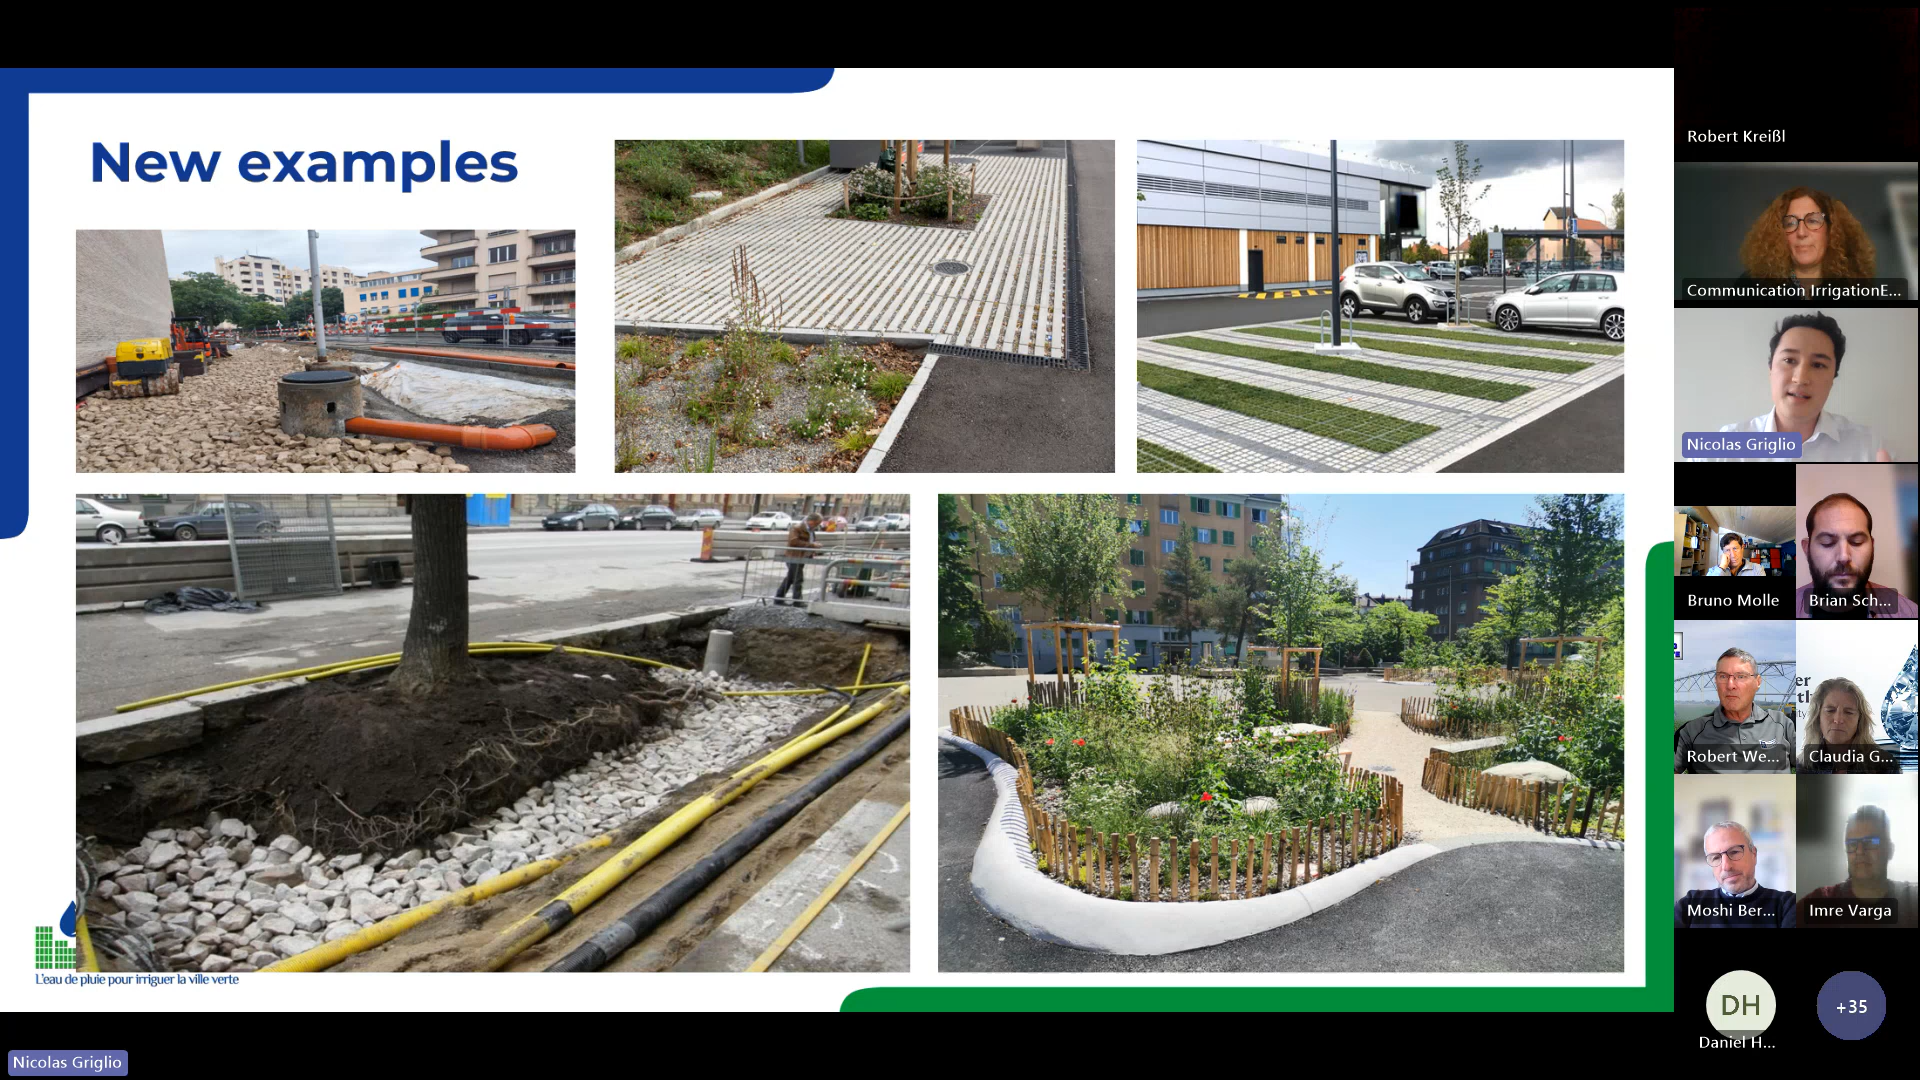 New examples
L'eau de pluie pour irriguer la ville verte
Nicolas Griglio
Robert Kreißl
Communication IrrigationE...
Nicolas Griglio
Bruno Molle
Brian Sch...
Robert We...
Claudia G...
Moshi Ber...
Imre Varga
DH
Daniel H...
+35